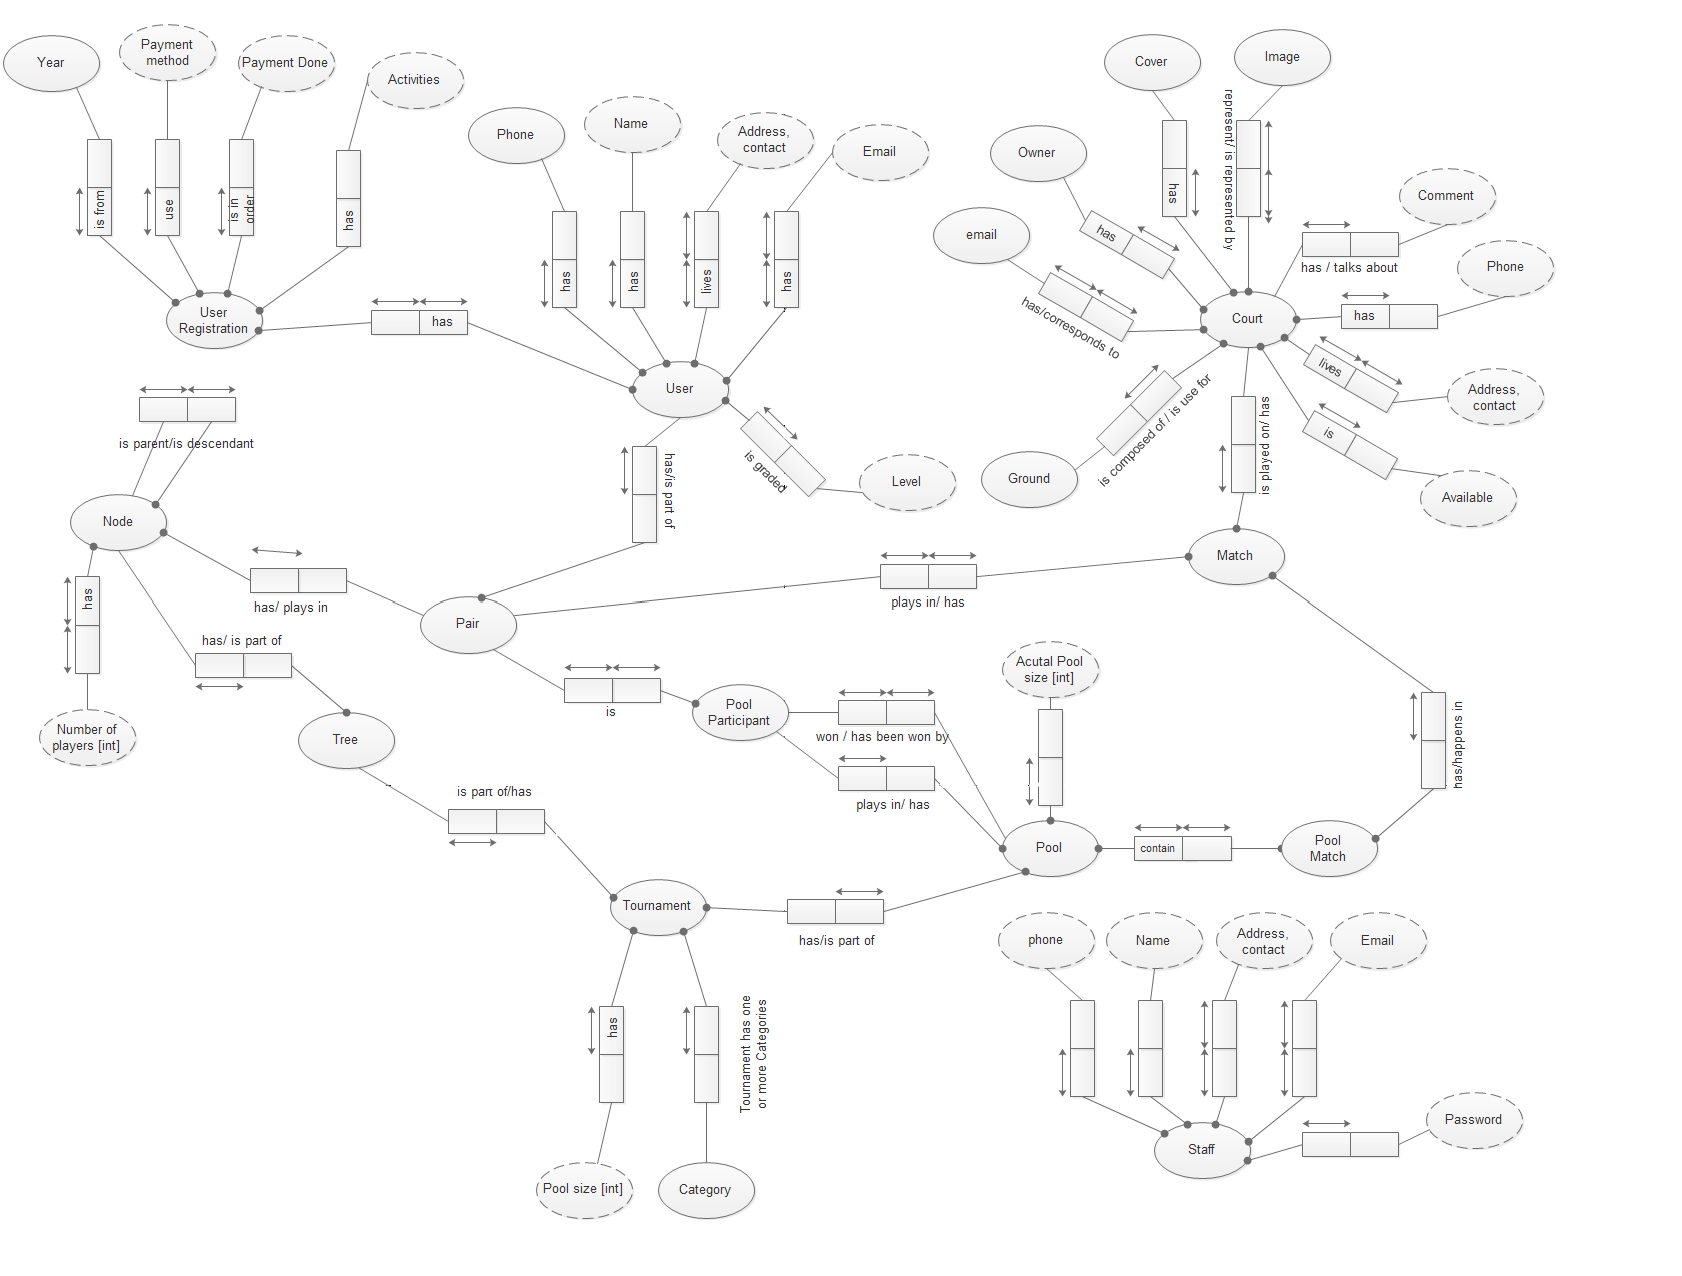 Year
Payment
method
Payment Done
Activities
is from
use
is in
order
has
User
Registration
has
Phone
Name
Address,
contact
Email
has
has
lives
has
User
is graded
Level
has/is part of
Cover
Image
Owner
email
has
represent/ is represented by
has
has/corresponds to
Comment
has / talks about
Phone
has
Court
lives
Address,
contact
is
Available
is composed of / is use for
Ground
is played on/ has
Match
is parent/is descendant
Node
has/ plays in
has
has/ is part of
Number of
players [int]
Tree
Pair
plays in/ has
is
Pool
Participant
won / has been won by
plays in/ has
Acutal Pool
size [int]
has/happens in
Pool
contain
Pool
Match
is part of/has
Tournament
has/is part of
has
Tournament has one
or more Categories
Pool size [int]
Category
phone
Name
Address,
contact
Email
Staff
Password